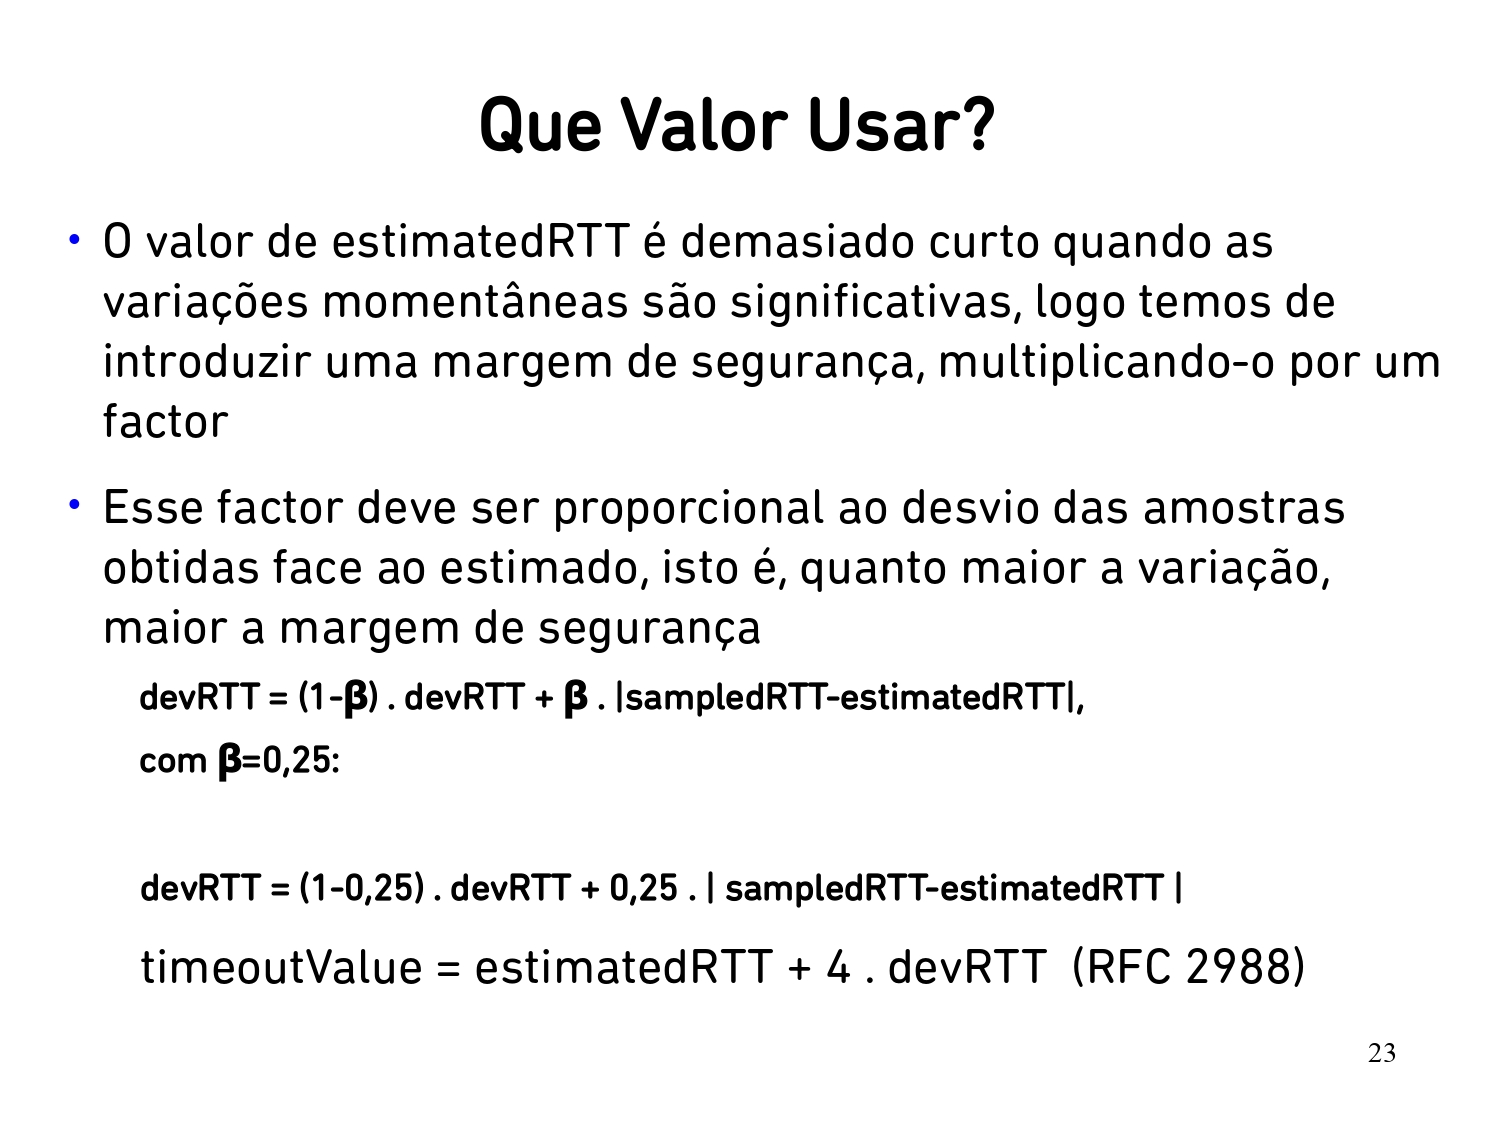 Que Valor Usar?
• O valor de estimatedRTT é demasiado curto quando as
variações momentâneas são significativas, logo temos de
introduzir uma margem de segurança, multiplicando-o por um
factor
• Esse factor deve ser proporcional ao desvio das amostras
obtidas face ao estimado, isto é, quanto maior a variação,
maior a margem de segurança
devRTT = (1-β) . devRTT + β . |sampledRTT-estimatedRTT|,
com β=0,25:
devRTT = (1-0,25) . devRTT + 0,25 . | sampledRTT-estimatedRTT |
timeoutValue = estimatedRTT + 4 . devRTT  (RFC 2988)
23